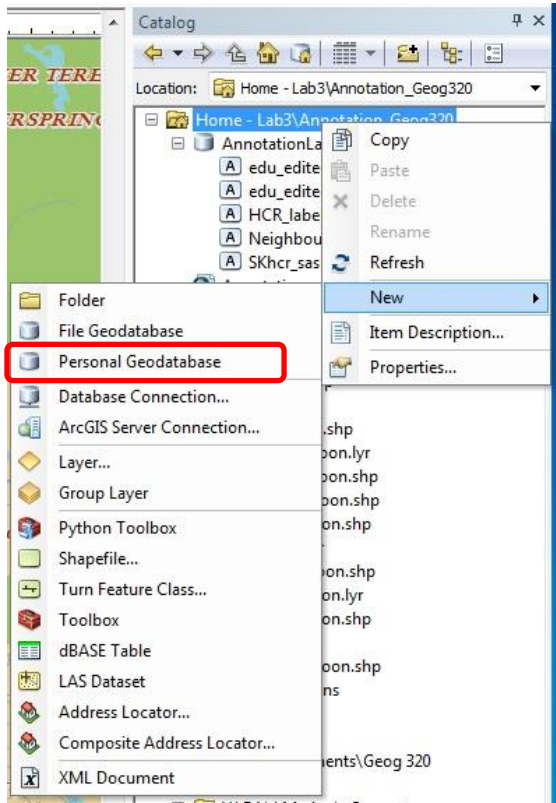 Catalog
ER TERE
Location: Home - Lab3\Annotation_Geog320
RSPRIN
Home - Lab3\Annotation_Geog320
AnnotationLa
A edu_edite
A edu_edite
A HCR_labe
A Neighbou
A SKhcr_sas
Copy
Paste
Delete
Rename
Refresh
New
Item Description...
Properties...
Folder
File Geodatabase
Personal Geodatabase
Database Connection...
ArcGIS Server Connection...
Layer...
Group Layer
Python Toolbox
Shapefile...
Turn Feature Class...
Toolbox
dBASE Table
LAS Dataset
Address Locator...
Composite Address Locator...
XML Document
.shp
oon.lyr
oon.shp
oon.shp
on.shp
oon.shp
on.lyr
on.shp
oon.shp
ns
ents\Geog 320